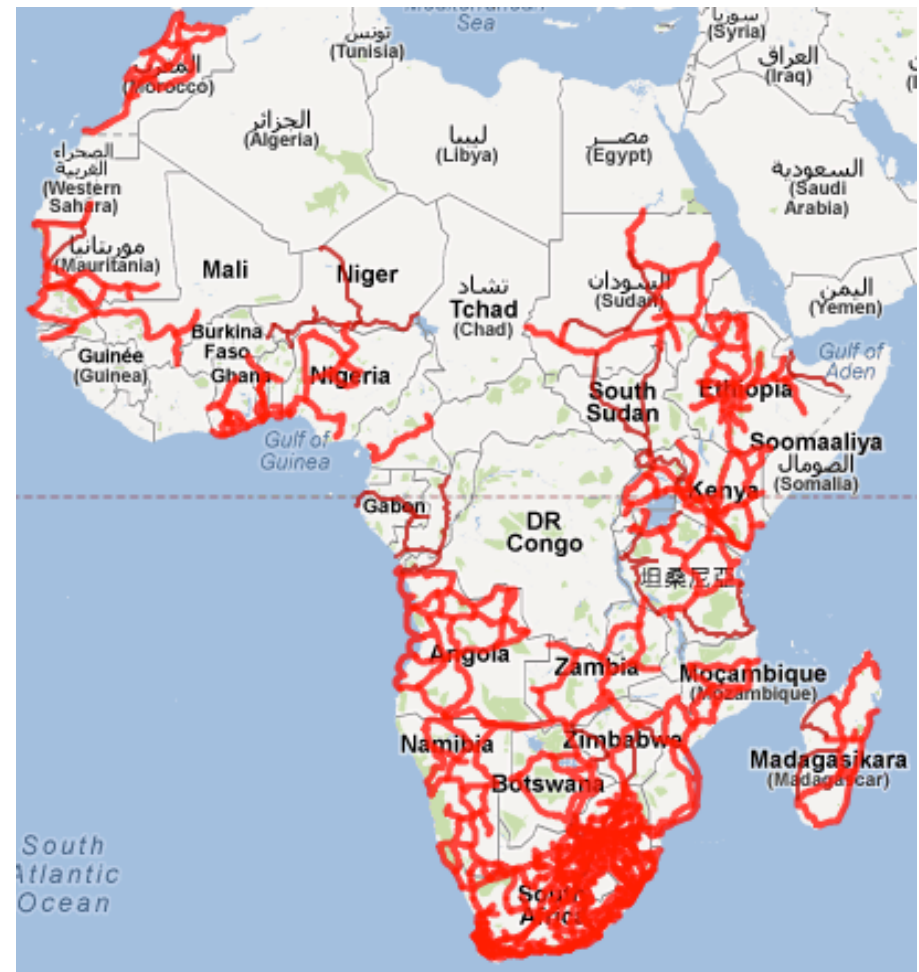 Mediterranean
Sea
سوريا
(Syria)
تونس
(Tunisia)
العراق
(Iraq)
المغرب
(Morocco)
الجزائر
(Algeria)
ليبيا
(Libya)
مصر
(Egypt)
الصحراء
الغربية
(Western
Sahara)
السعودية
(Saudi
Arabia)
موريتانيا
(Mauritania)
Mali
Niger
تشاد
Tchad
(Chad)
السودان
(Sudan)
اليمن
(Yemen)
Burkina
Faso
Guinée
(Guinea)
Ghana
Nigeria
South
Sudan
Ethiopia
Gulf of
Aden
Gulf of
Guinea
Soomaaliya
الصومال
(Somalia)
Gabon
Kenya
DR
Congo
坦桑尼亞
Angola
Zambia
Moçambique
(Mozambique)
Namibia
Zimbabwe
Botswana
Madagasikara
(Madagascar)
South
Atlantic
Ocean
South
Africa